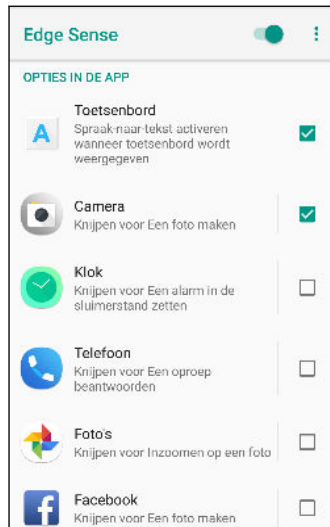 Edge Sense
OPTIES IN DE APP
Toetsenbord
A
Spraak-naar-tekst activeren
wanneer toetsenbord wordt
weergegeven
Camera
Knijpen voor Een foto maken
Klok
Knijpen voor Een alarm in de
sluimerstand zetten
Telefoon
Knijpen voor Een oproep
beantwoorden
Foto's
Knijpen voor Inzoomen op een foto
Facebook
f
Knijpen voor Een foto maken